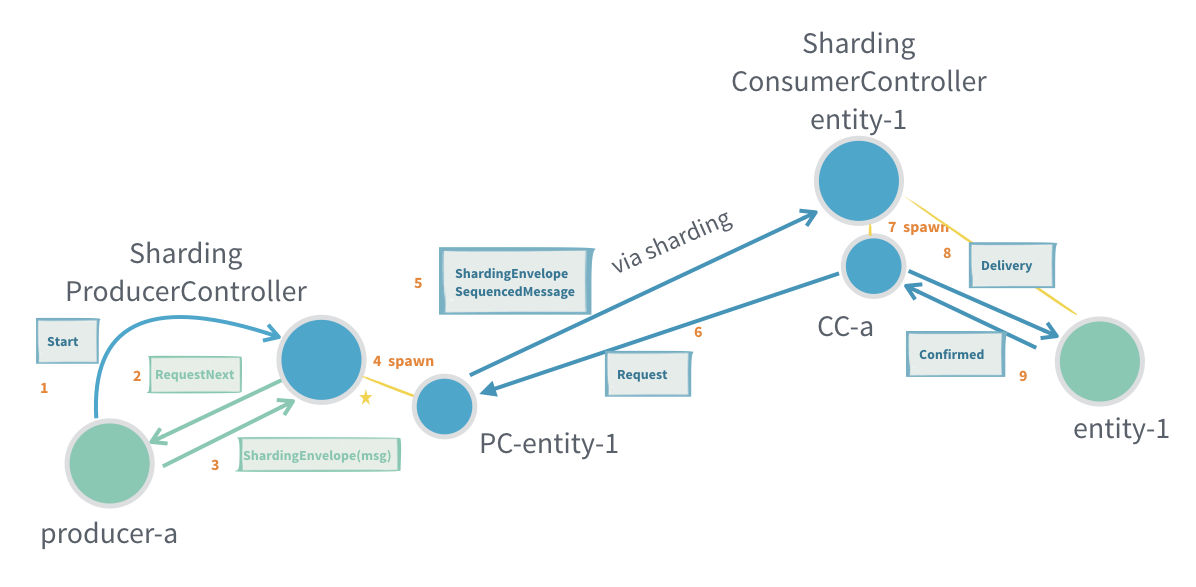 Sharding
ConsumerController
entity-1
7 spawn
8
Delivery
via sharding
5
ShardingEnvelope
SequencedMessage
Sharding
ProducerController
Start
1
2
RequestNext
4 spawn
6
Request
CC-a
Confirmed
9
entity-1
PC-entity-1
3
ShardingEnvelope(msg)
producer-a